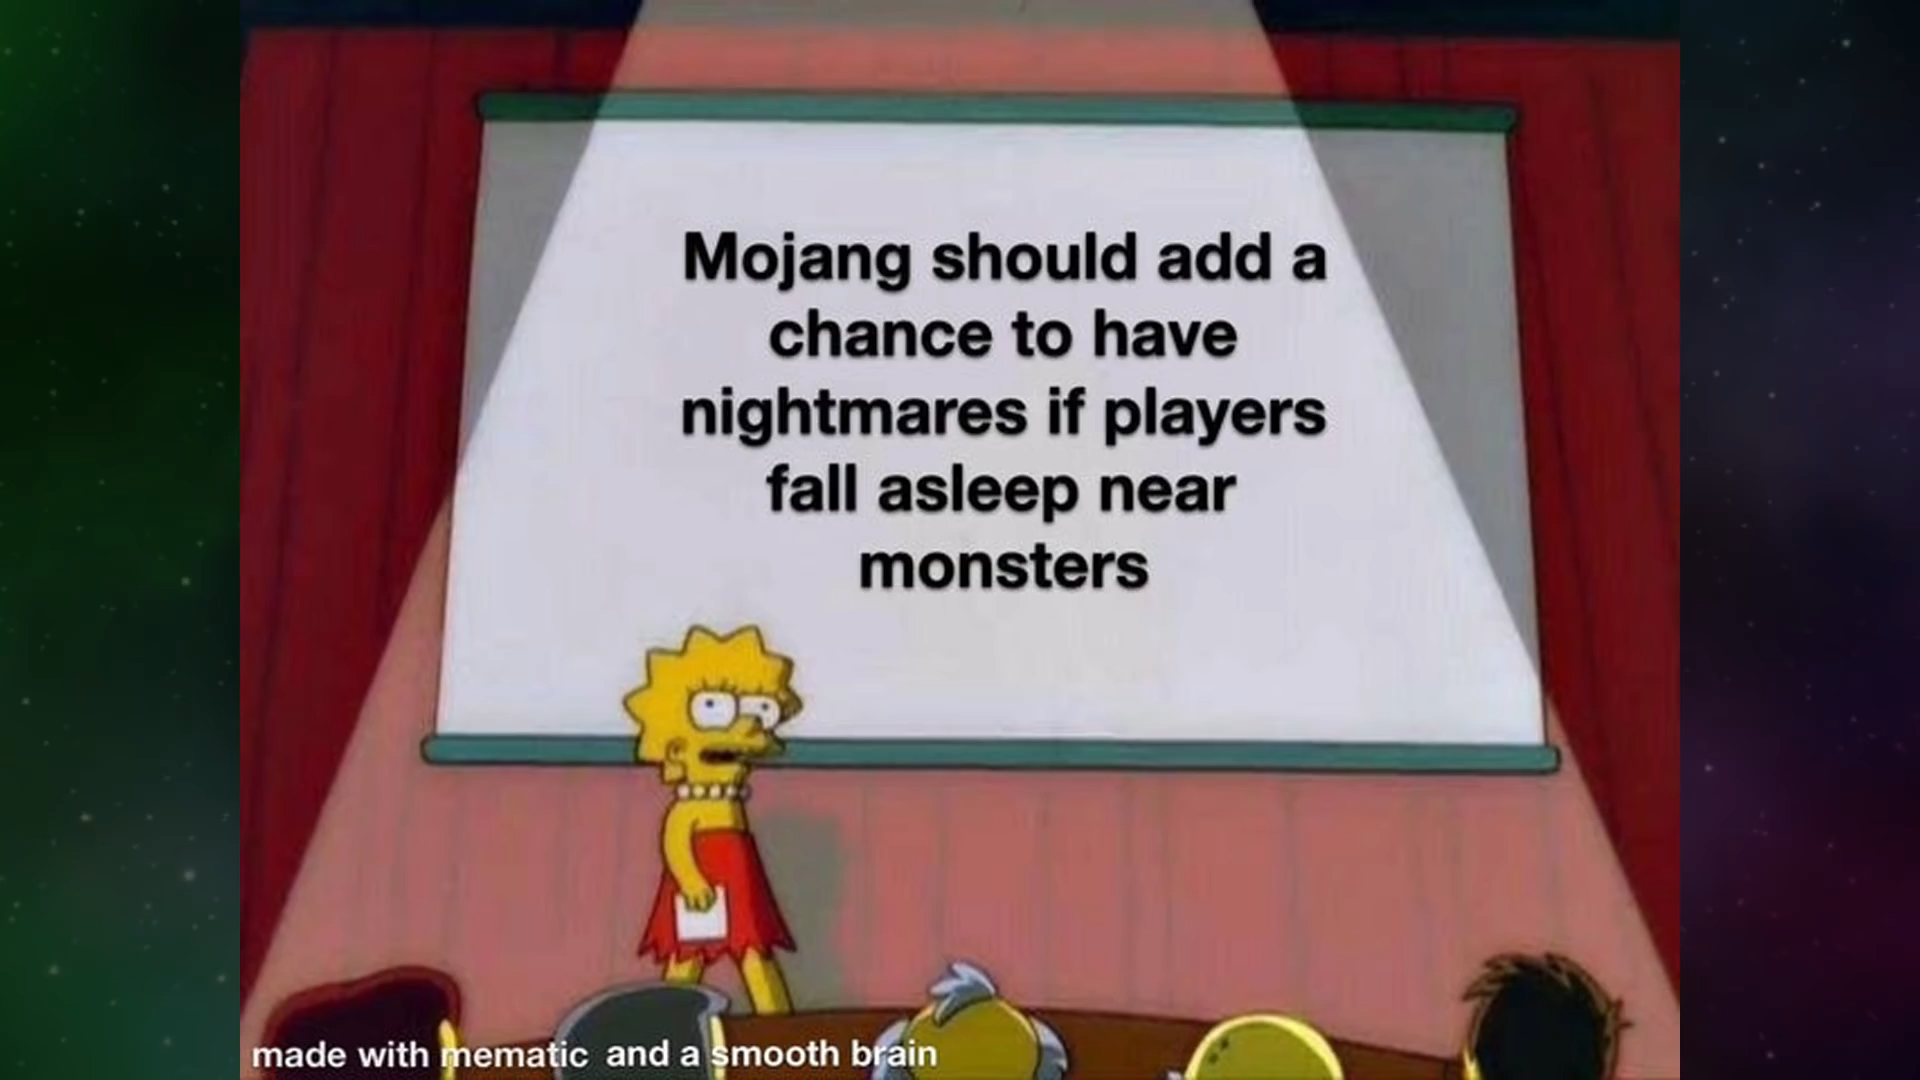 Mojang should add a
chance to have
nightmares if players
fall asleep near
monsters
made with mematic and a smooth brain